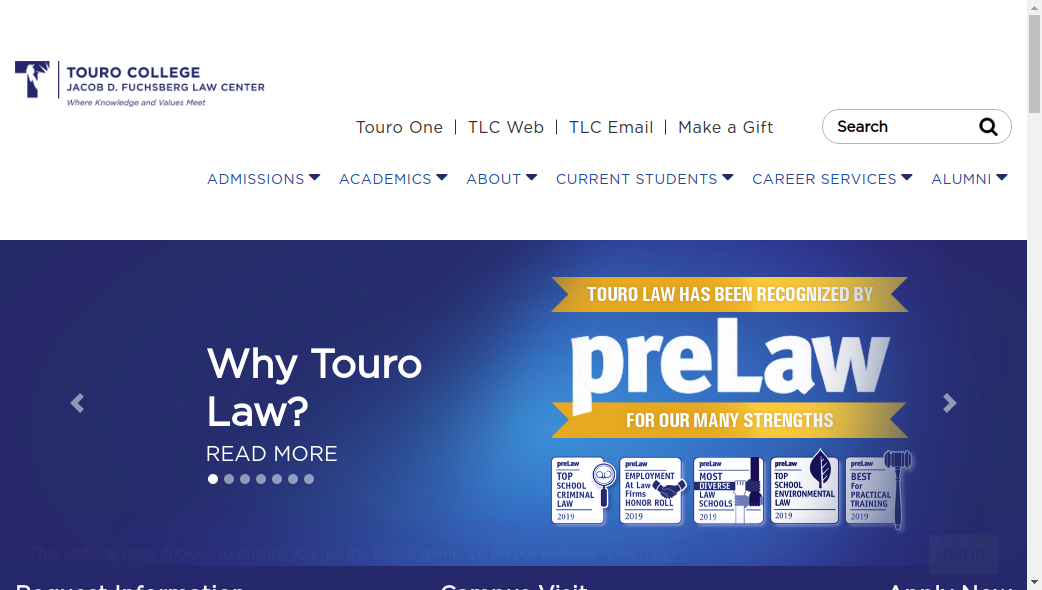 TOURO COLLEGE
JACOB D. FUCHSBERG LAW CENTER
Where Knowledge and Values Meet
Touro One | TLC Web | TLC Email | Make a Gift
Search
ADMISSIONS ACADEMICS ABOUT CURRENT STUDENTS CAREER SERVICES ALUMNI
TOURO LAW HAS BEEN RECOGNIZED BY
preLaw
FOR OUR MANY STRENGTHS
Why Touro
Law?
READ MORE
preLaw
TOP
SCHOOL
CRIMINAL
LAW
2019
preLaw
EMPLOYMENT
At Law
Firms
HONOR ROLL
2019
preLaw
MOST
DIVERSE
LAW
SCHOOLS
2019
preLaw
TOP
SCHOOL
ENVIRONMENTAL
LAW
2019
preLaw
BEST
For
PRACTICAL
TRAINING
2019
This website uses cookies to ensure you get the best experience on our website. Learn more
Got it!
Request Information Campus Visit Apply Now